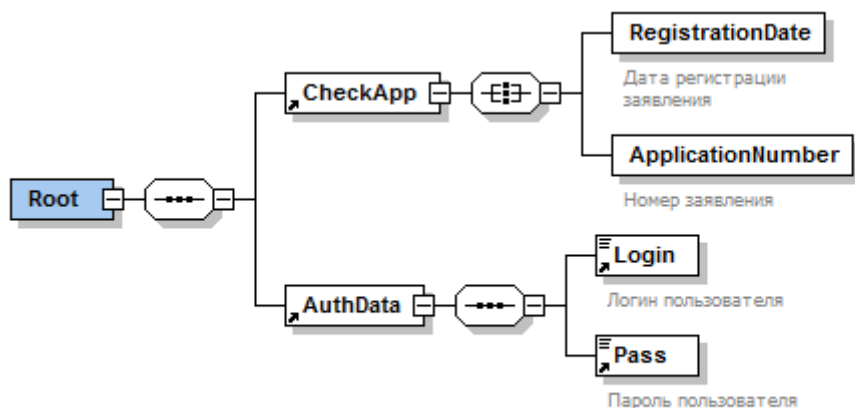 RegistrationDate
Дата регистрации
заявления
CheckApp
ApplicationNumber
Номер заявления
Root
Login
Логин пользователя
AuthData
Pass
Пароль пользователя